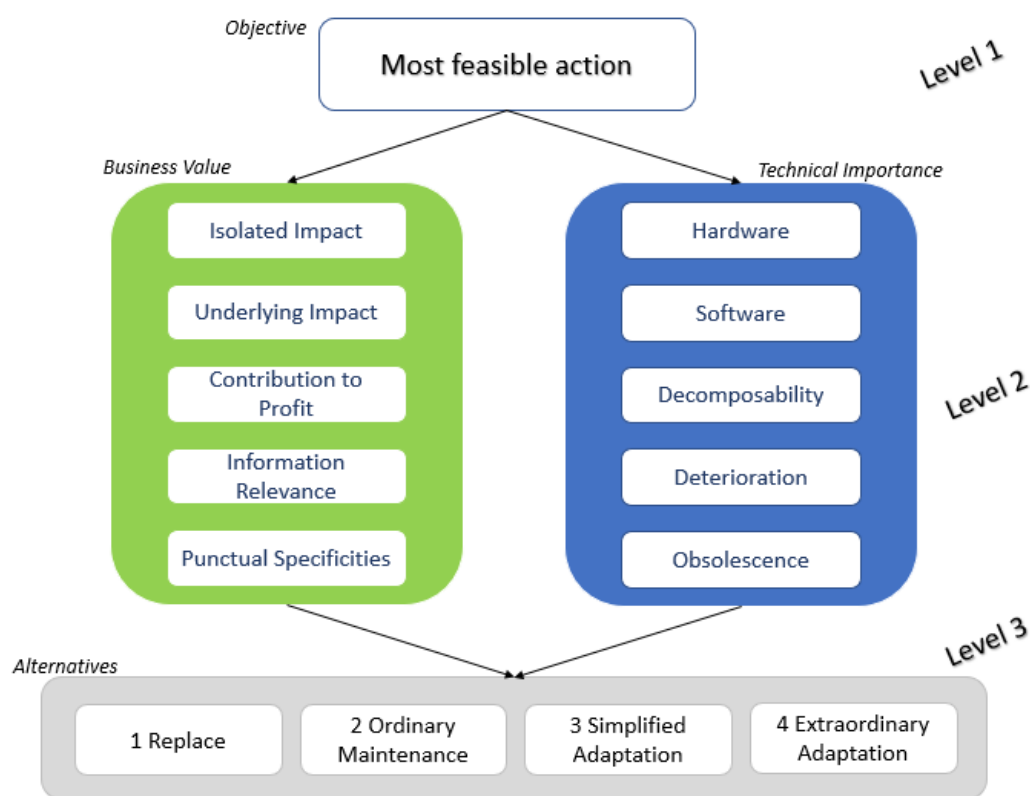 Objective
Most feasible action
Level 1
Business Value
Technical Importance
Isolated Impact
Hardware
Underlying Impact
Software
Contribution to
Profit
Decomposability
Level 2
Information
Relevance
Deterioration
Punctual Specificities
Obsolescence
Level 3
Alternatives
1 Replace
2 Ordinary
Maintenance
3 Simplified
Adaptation
4 Extraordinary
Adaptation